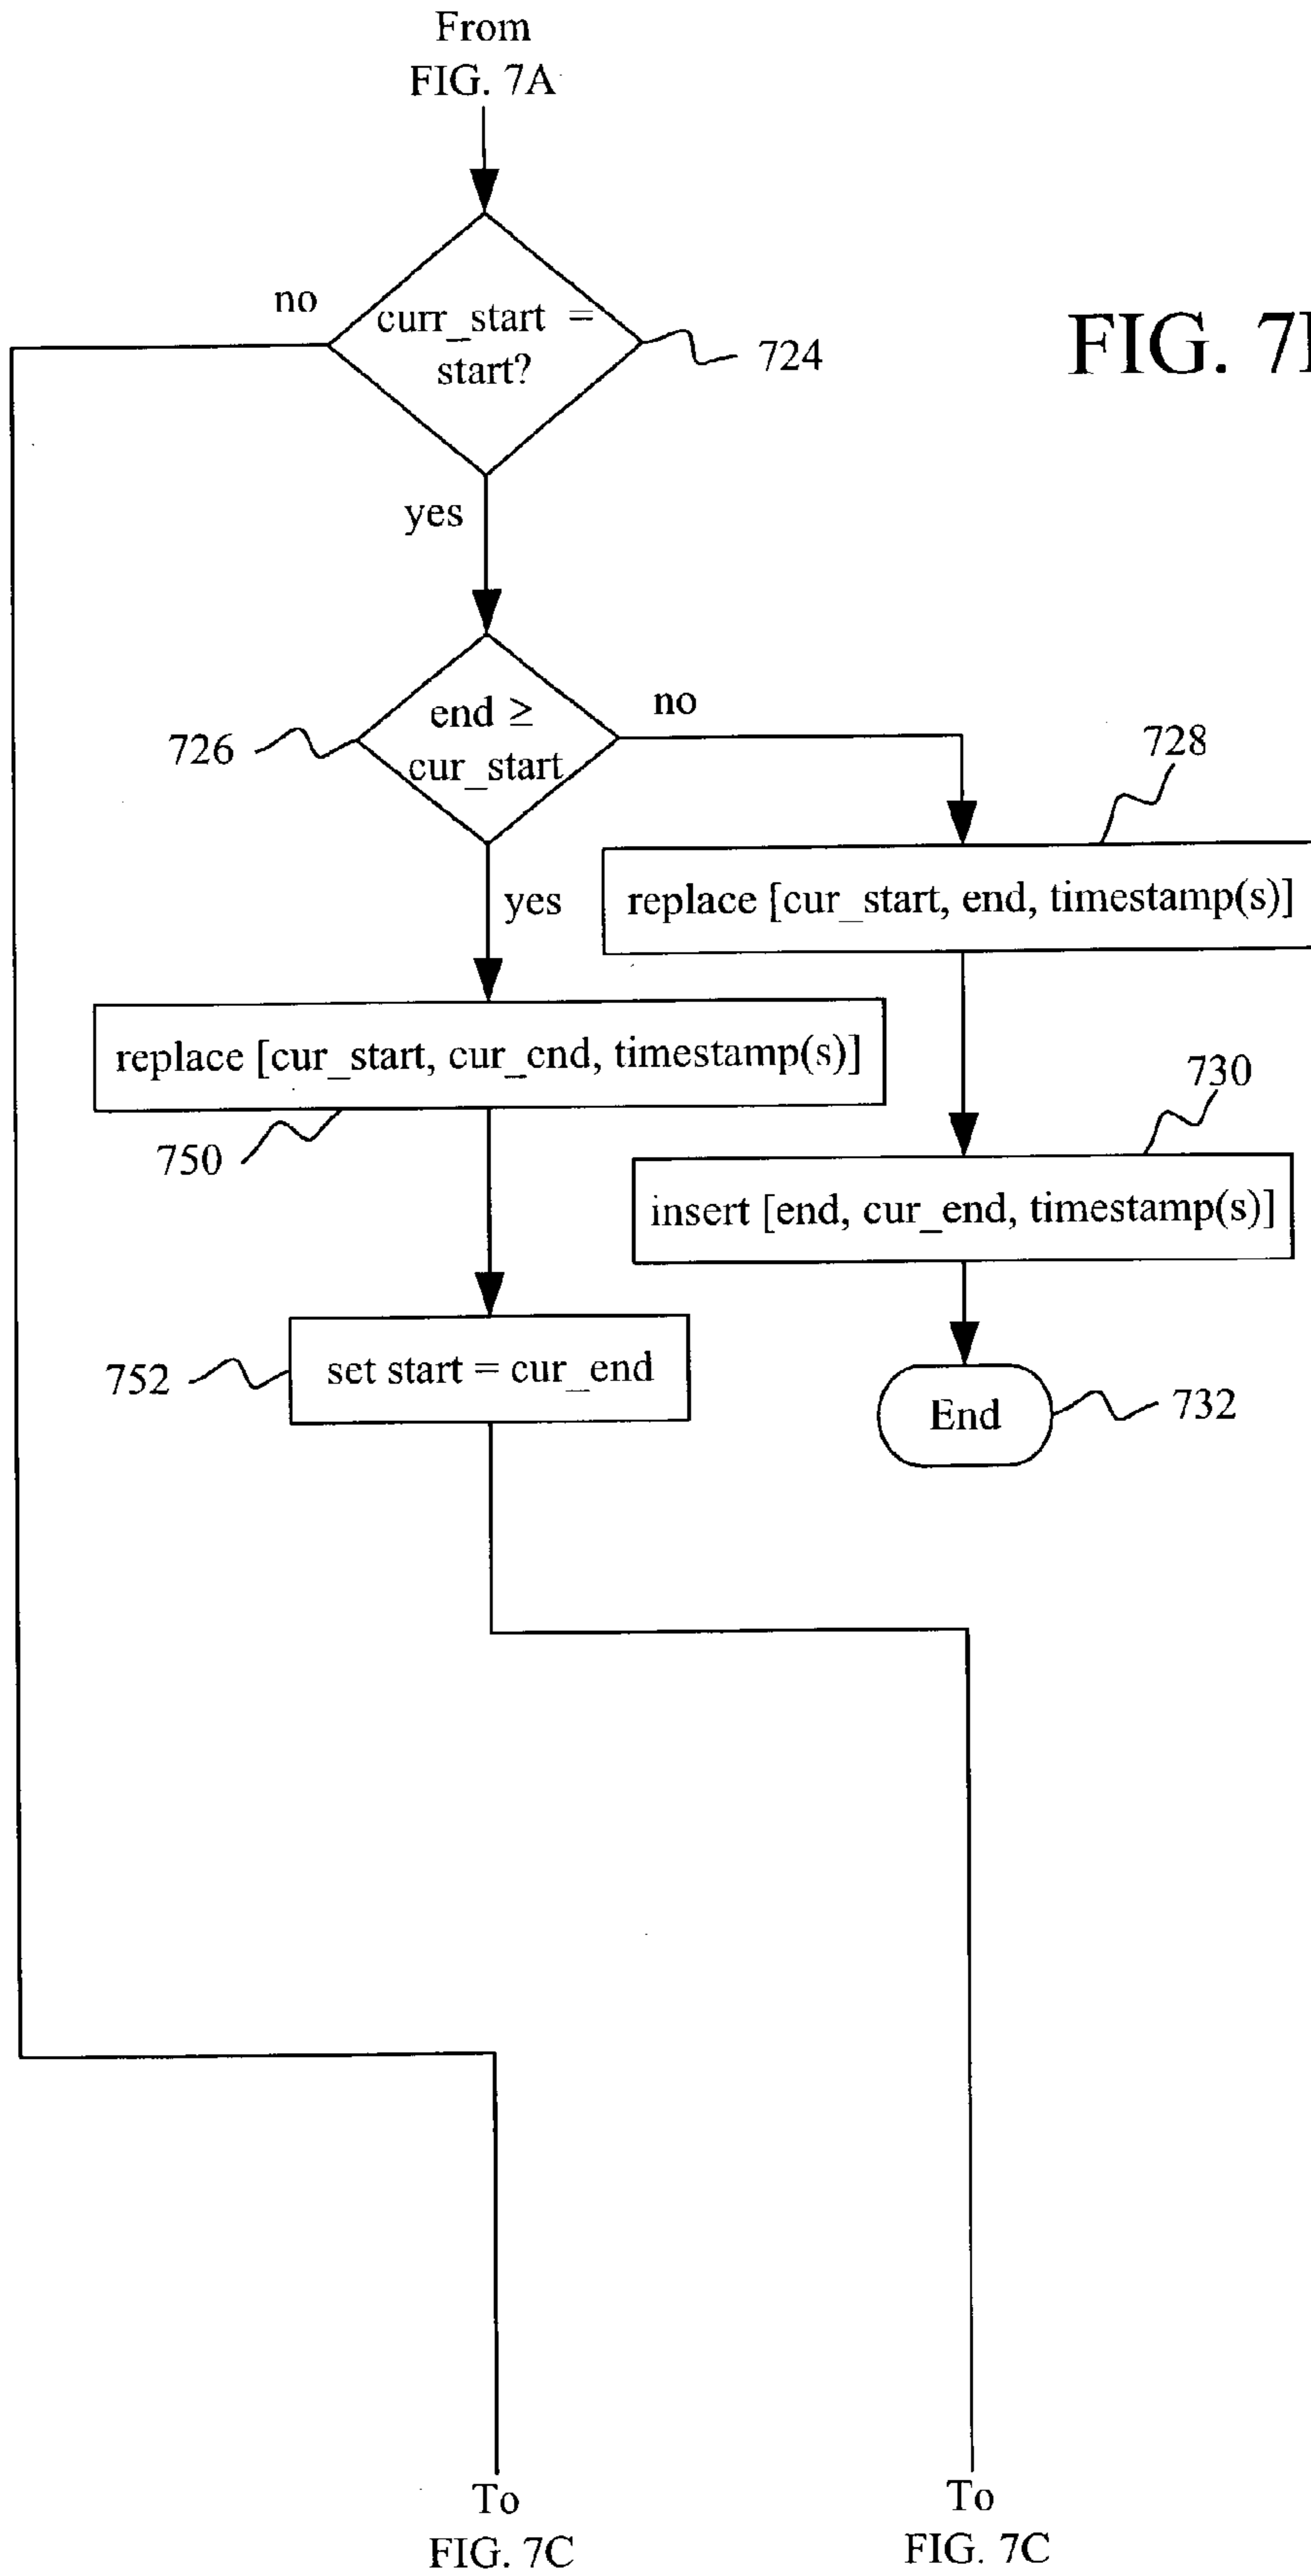 From
FIG. 7A
no
curr_start =
start?
724
FIG. 7
yes
end ≥
cur_start
no
726
728
yes
replace [cur_start, end, timestamp(s)]
replace [cur_start, cur_end, timestamp(s)]
730
750
insert [end, cur_end, timestamp(s)]
set start = cur_end
752
End
732
To
FIG. 7C
To
FIG. 7C